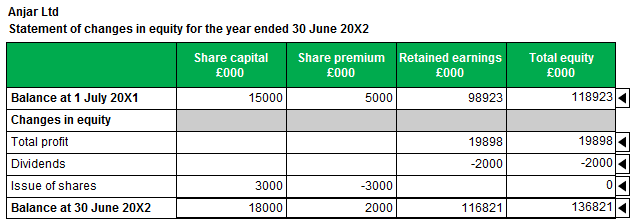 Anjar Ltd
Statement of changes in equity for the year ended 30 June 20X2
Share capital Share premium Retained earnings Total equity
£000 £000 £000 £000
Balance at 1 July 20X1 15000 5000 98923 118923
Changes in equity
Total profit 19898 19898
Dividends -2000 -2000
Issue of shares 3000 -3000 0
Balance at 30 June 20X2 18000 2000 116821 136821